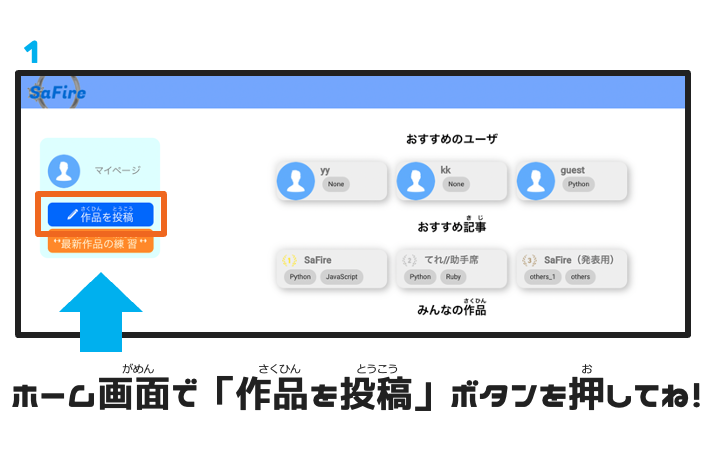 1
SaFire
おすすめのユーザ
マイページ
yy
None
kk
None
guest
Python
さくひん とうこう
作品を投稿
**最新作品の練習**
きじ
おすすめ記事
1 SaFire
Python JavaScript
2 てれ//助手席
Python Ruby
3 SaFire（発表用）
others_1 others
さくひん
みんなの作品
がめん さくひん とうこう お
ホーム画面で「作品を投稿」ボタンを押してね!